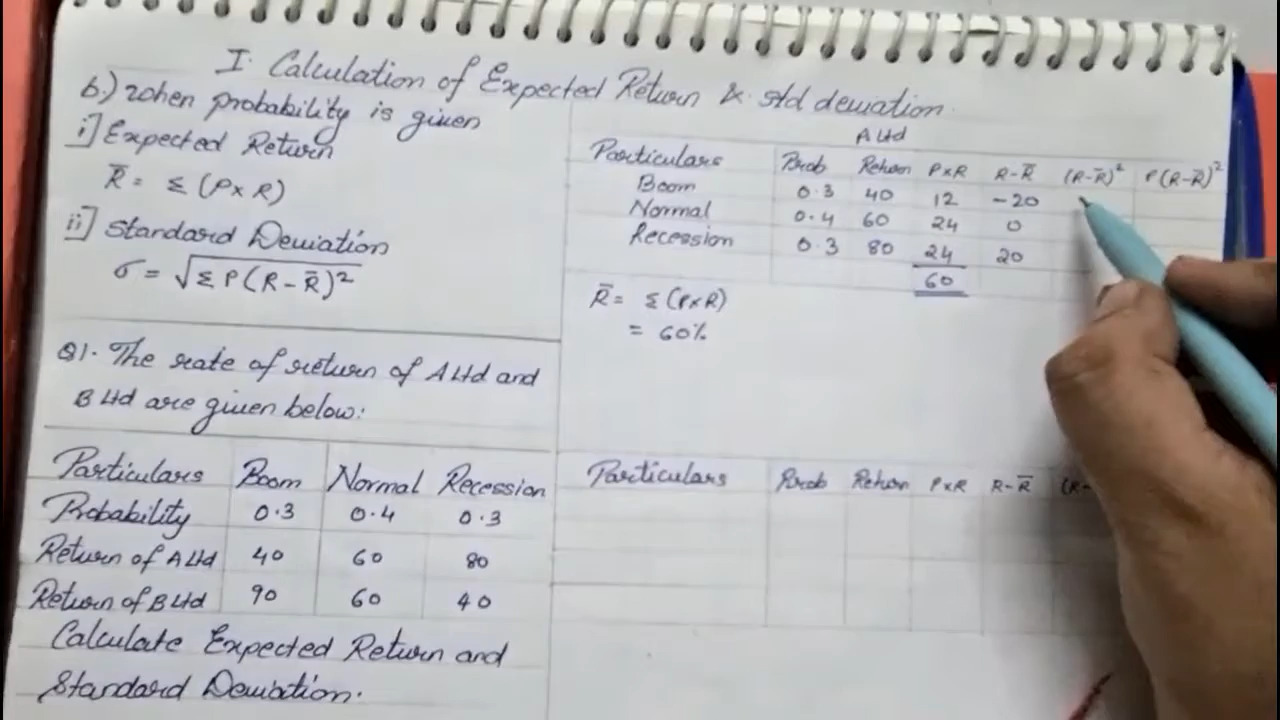 I. Calculation of Expected Return & std deviation.
b.) when probability is given
i] Expected Return
R̄ = Σ (P x R)
ii] Standard Deviation
σ = √Σ P (R - R̄)²
Q1. The rate of return of A Ltd and
B Ltd are given below:
Particulars Boom Normal Recession
Probability 0.3 0.4 0.3
Return of A Ltd 40 60 80
Return of B Ltd 90 60 40
Calculate Expected Return and
Standard Deviation.
A Ltd
Particulars Prob Return PxR R-R̄ (R-R̄)² P(R-R̄)²
Boom 0.3 40 12 -20
Normal 0.4 60 24 0
Recession 0.3 80 24 20
60
R̄ = Σ (PxR)
= 60%
Particulars Prob Return PxR R-R̄ (R-